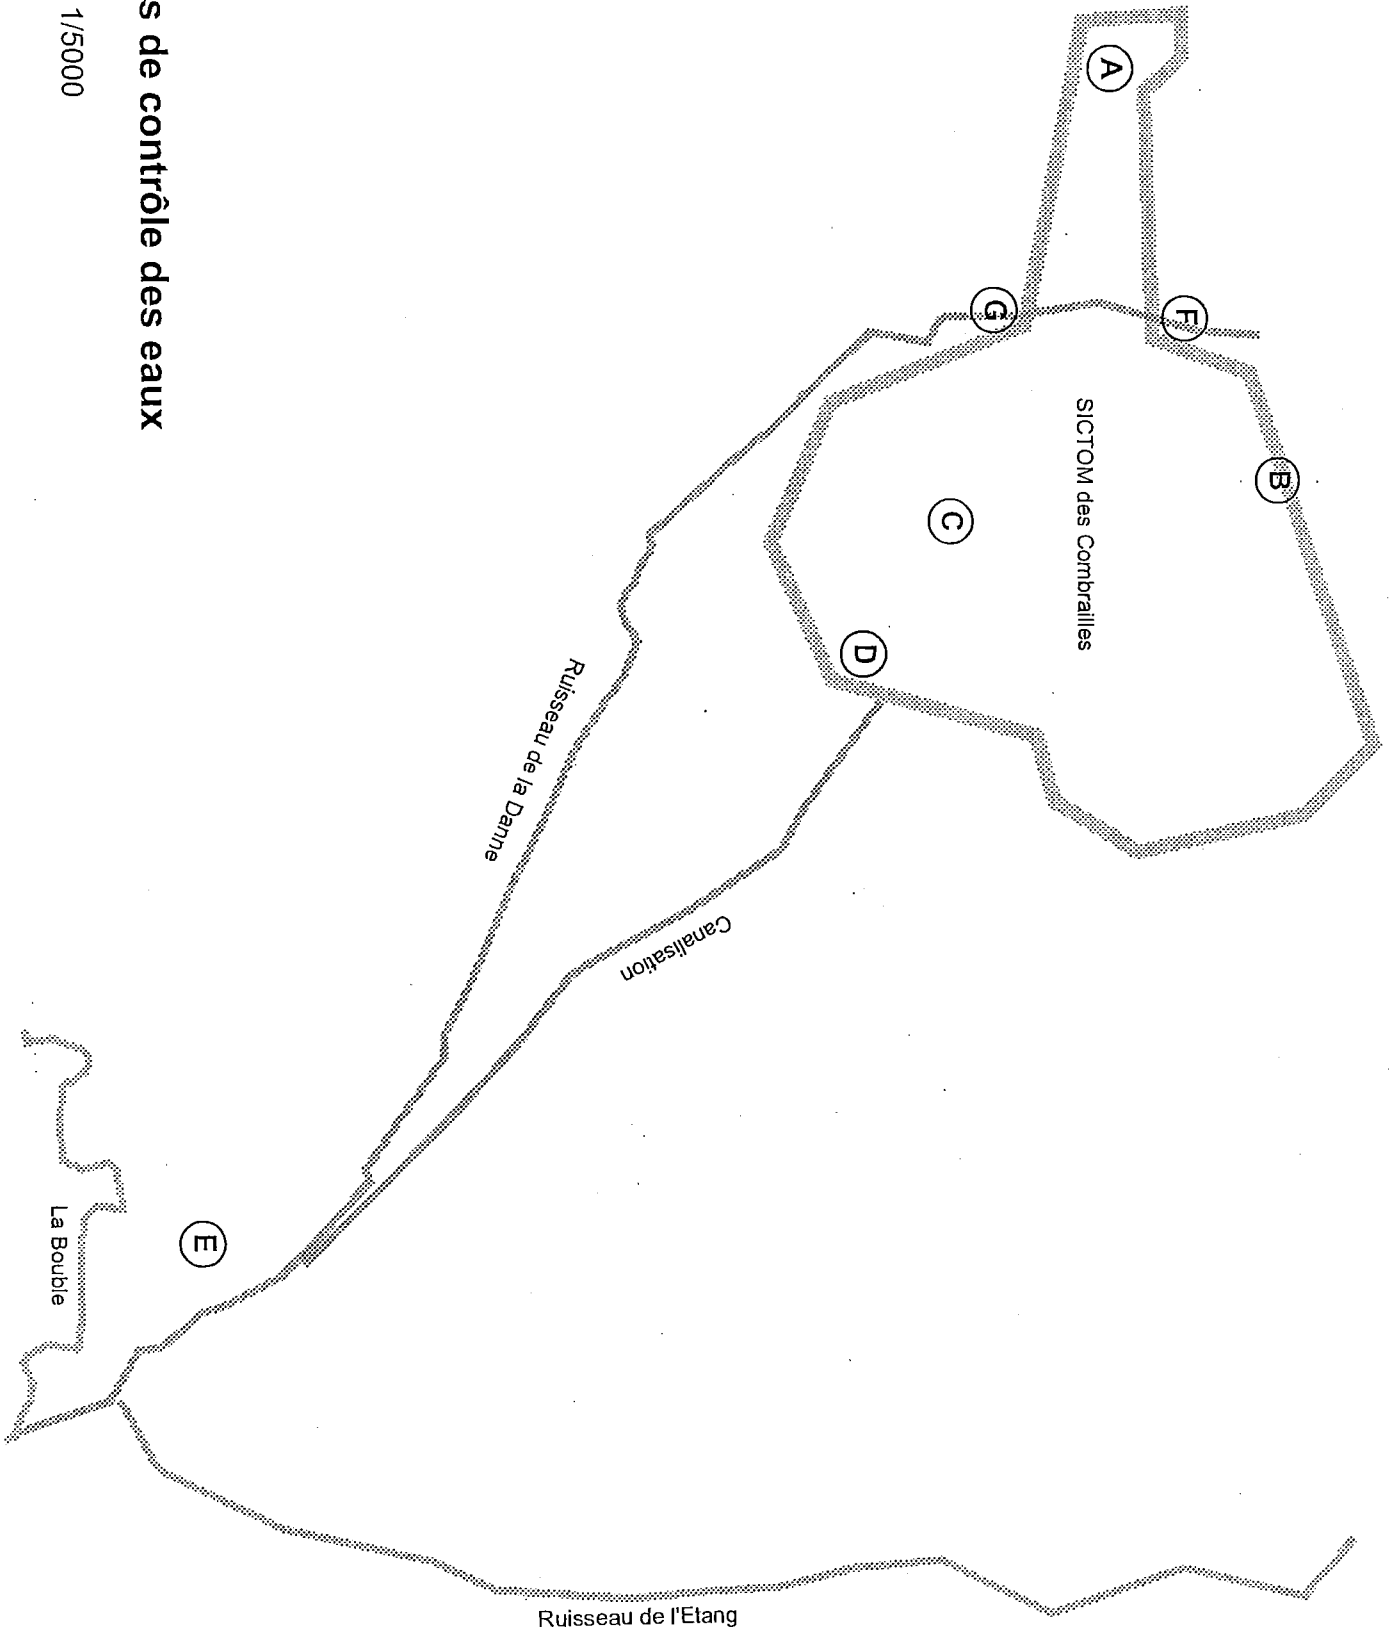 s de contrôle des eaux
1/5000
A
F
G
B
SICTOM des Combrailles
C
D
Ruisseau de la Danne
Canalisation
E
La Bouble
Ruisseau de l'Etang